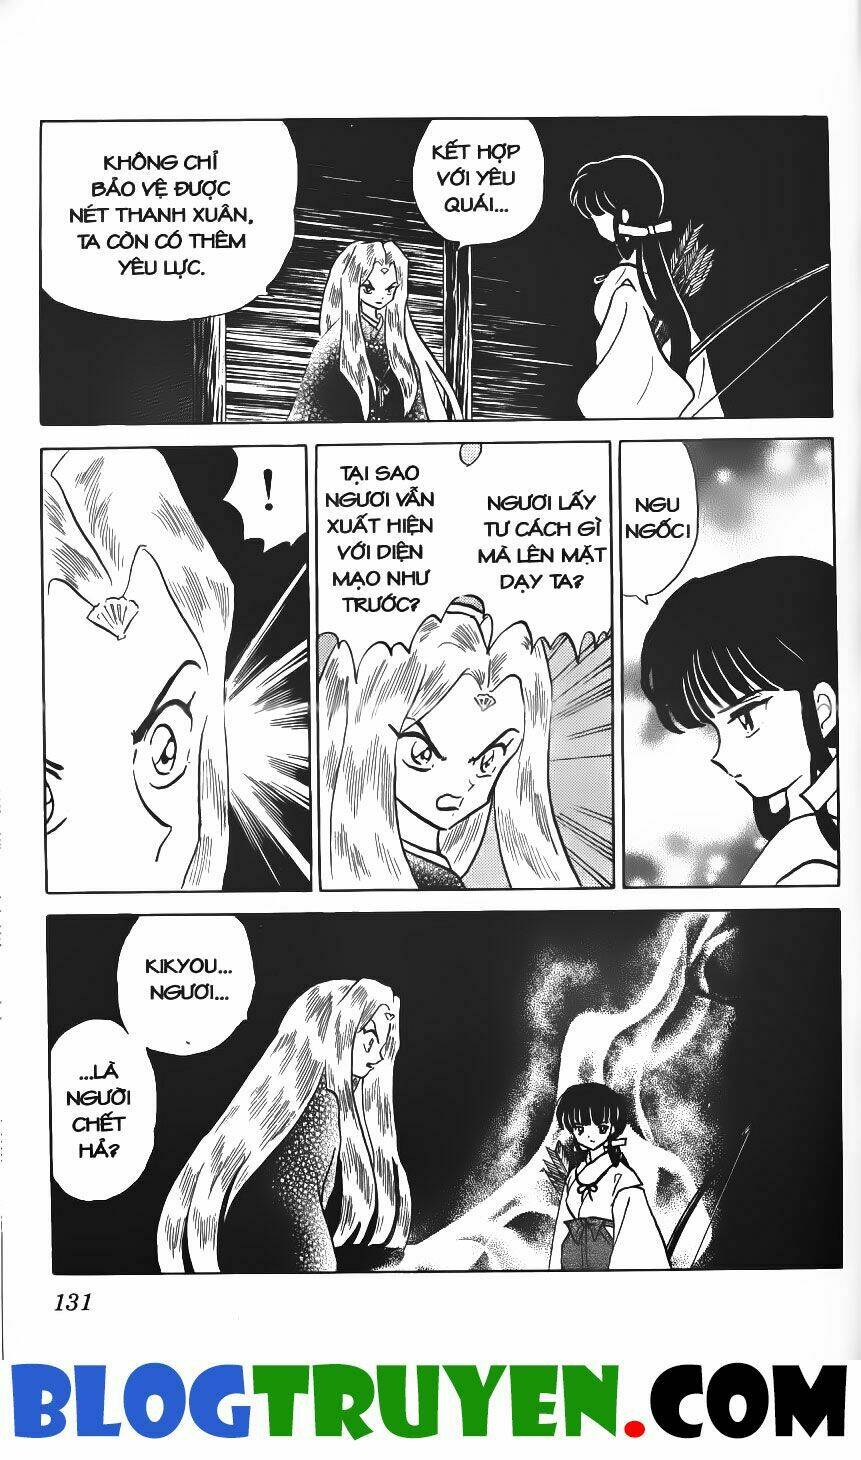 KẾT HỢP
VỚI YÊU
QUÁI...
KHÔNG CHỈ
BẢO VỆ ĐƯỢC
NÉT THANH XUÂN,
TA CÒN CÓ THÊM
YÊU LỰC.
NGU
NGỐC!
NGƯƠI LẤY
TƯ CÁCH GÌ
MÀ LÊN MẶT
DẠY TA?
TẠI SAO
NGƯƠI VẪN
XUẤT HIỆN
VỚI DIỆN
MẠO NHƯ
TRƯỚC?
!
KIKYOU...
NGƯƠI...
...LÀ
NGƯỜI
CHẾT
HẢ?
131
BLOGTRUYEN.COM